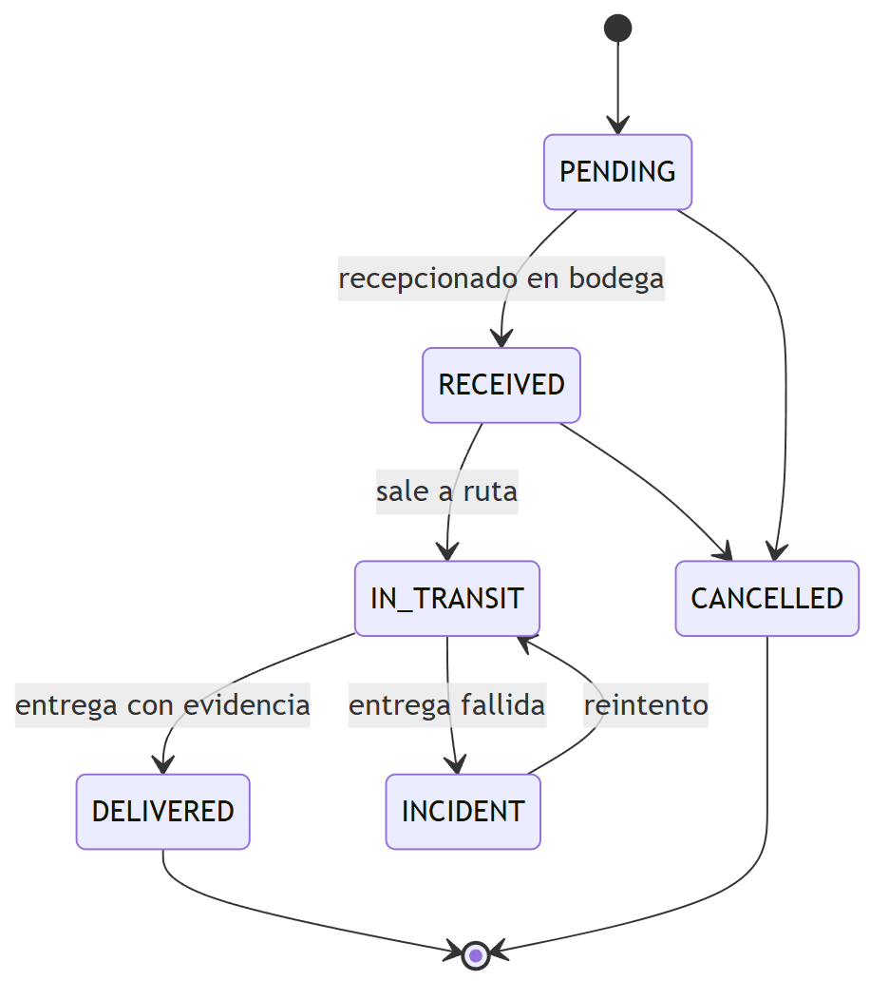 PENDING
recepcionado en bodega
RECEIVED
sale a ruta
IN_TRANSIT
CANCELLED
entrega con evidencia
entrega fallida
reintento
DELIVERED
INCIDENT